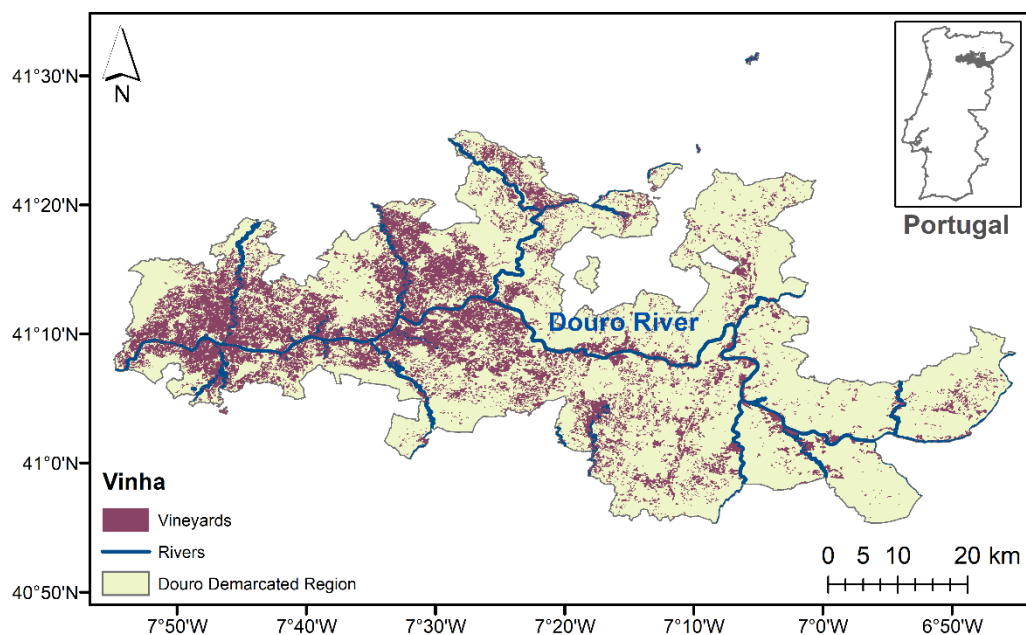 41°30'N
41°20'N
41°10'N
41°0'N
40°50'N
N
Portugal
Douro River
Vinha
Vineyards
Rivers
Douro Demarcated Region
0 5 10 20 km
7°50'W 7°40'W 7°30'W 7°20'W 7°10'W 7°0'W 6°50'W